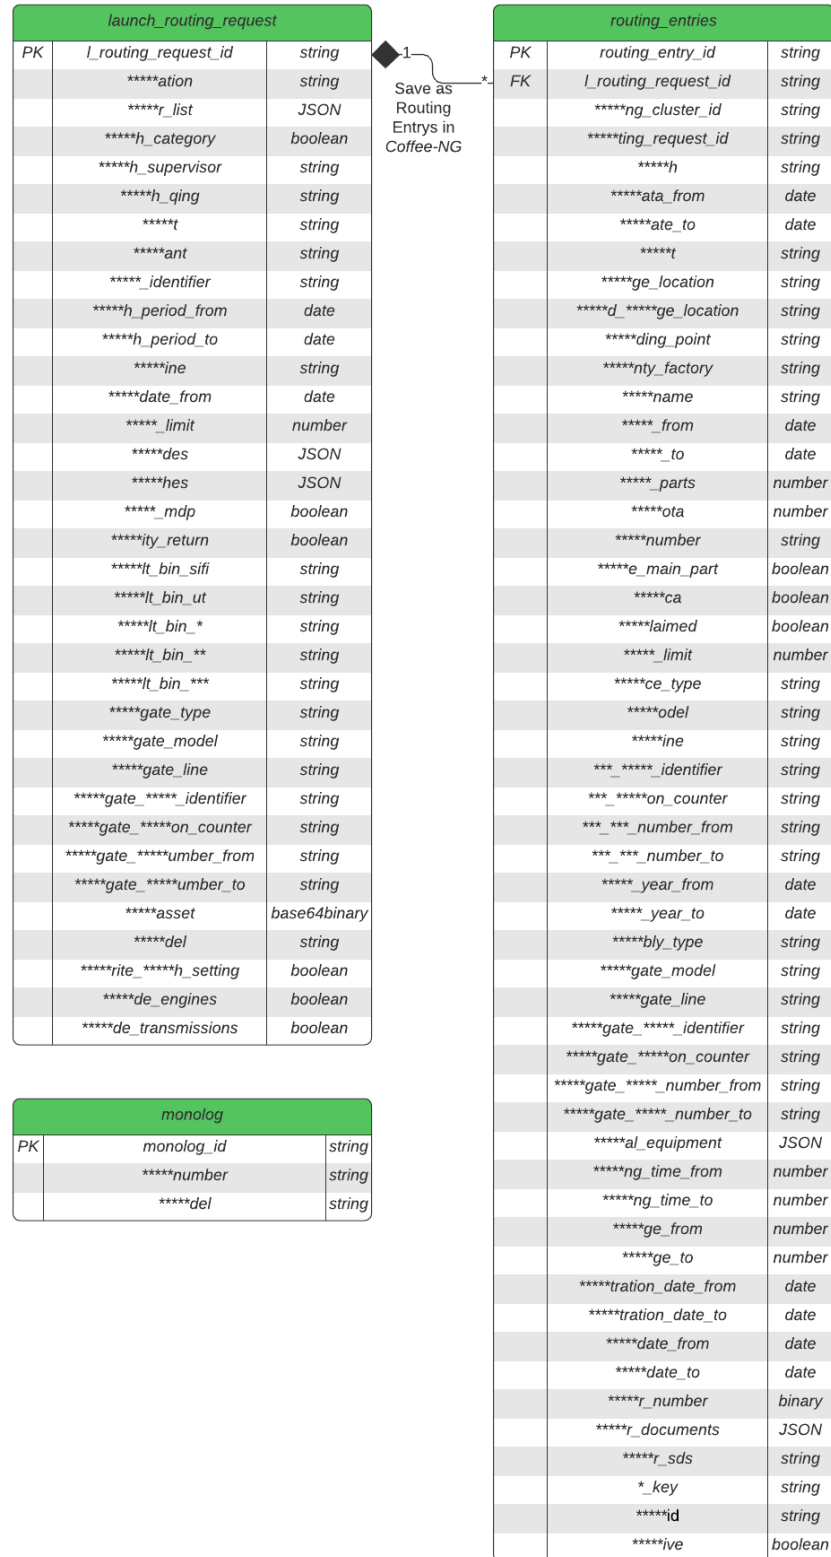 launch_routing_request
PK l_routing_request_id string
*****ation string
*****r_list JSON
*****h_category boolean
*****h_supervisor string
*****h_qing string
*****t string
*****ant string
*****_identifier string
*****h_period_from date
*****h_period_to date
*****ine string
*****date_from date
*****_limit number
*****des JSON
*****hes JSON
*****_mdp boolean
*****ity_return boolean
*****lt_bin_sifi string
*****lt_bin_ut string
*****lt_bin_* string
*****lt_bin_** string
*****lt_bin_*** string
*****gate_type string
*****gate_model string
*****gate_line string
*****gate_*****_identifier string
*****gate_*****on_counter string
*****gate_*****umber_from string
*****gate_*****umber_to string
*****asset base64binary
*****del string
*****rite_*****h_setting boolean
*****de_engines boolean
*****de_transmissions boolean
1
*
Save as
Routing
Entrys in
Coffee-NG
routing_entries
PK routing_entry_id string
FK l_routing_request_id string
*****ng_cluster_id string
*****ting_request_id string
*****h string
*****ata_from date
*****ate_to date
*****t string
*****ge_location string
*****d_*****ge_location string
*****ding_point string
*****nty_factory string
*****name string
*****_from date
*****_to date
*****_parts number
*****ota number
*****number string
*****e_main_part boolean
*****ca boolean
*****laimed boolean
*****_limit number
*****ce_type string
*****odel string
*****ine string
***_*****_identifier string
***_*****on_counter string
***_***_number_from string
***_***_number_to string
*****_year_from date
*****_year_to date
*****bly_type string
*****gate_model string
*****gate_line string
*****gate_*****_identifier string
*****gate_*****on_counter string
*****gate_*****_number_from string
*****gate_*****_number_to string
*****al_equipment JSON
*****ng_time_from number
*****ng_time_to number
*****ge_from number
*****ge_to number
*****tration_date_from date
*****tration_date_to date
*****date_from date
*****date_to date
*****r_number binary
*****r_documents JSON
*****r_sds string
*_key string
*****id string
*****ive boolean
monolog
PK monolog_id string
*****number string
*****del string